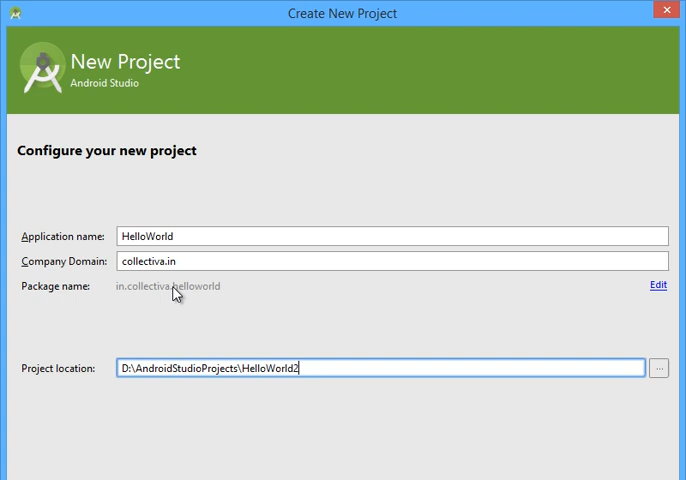 Create New Project
New Project
Android Studio
Configure your new project
Application name: HelloWorld
Company Domain: collectiva.in
Package name: in.collectiva.helloworld Edit
Project location: D:\AndroidStudioProjects\HelloWorld2 ...